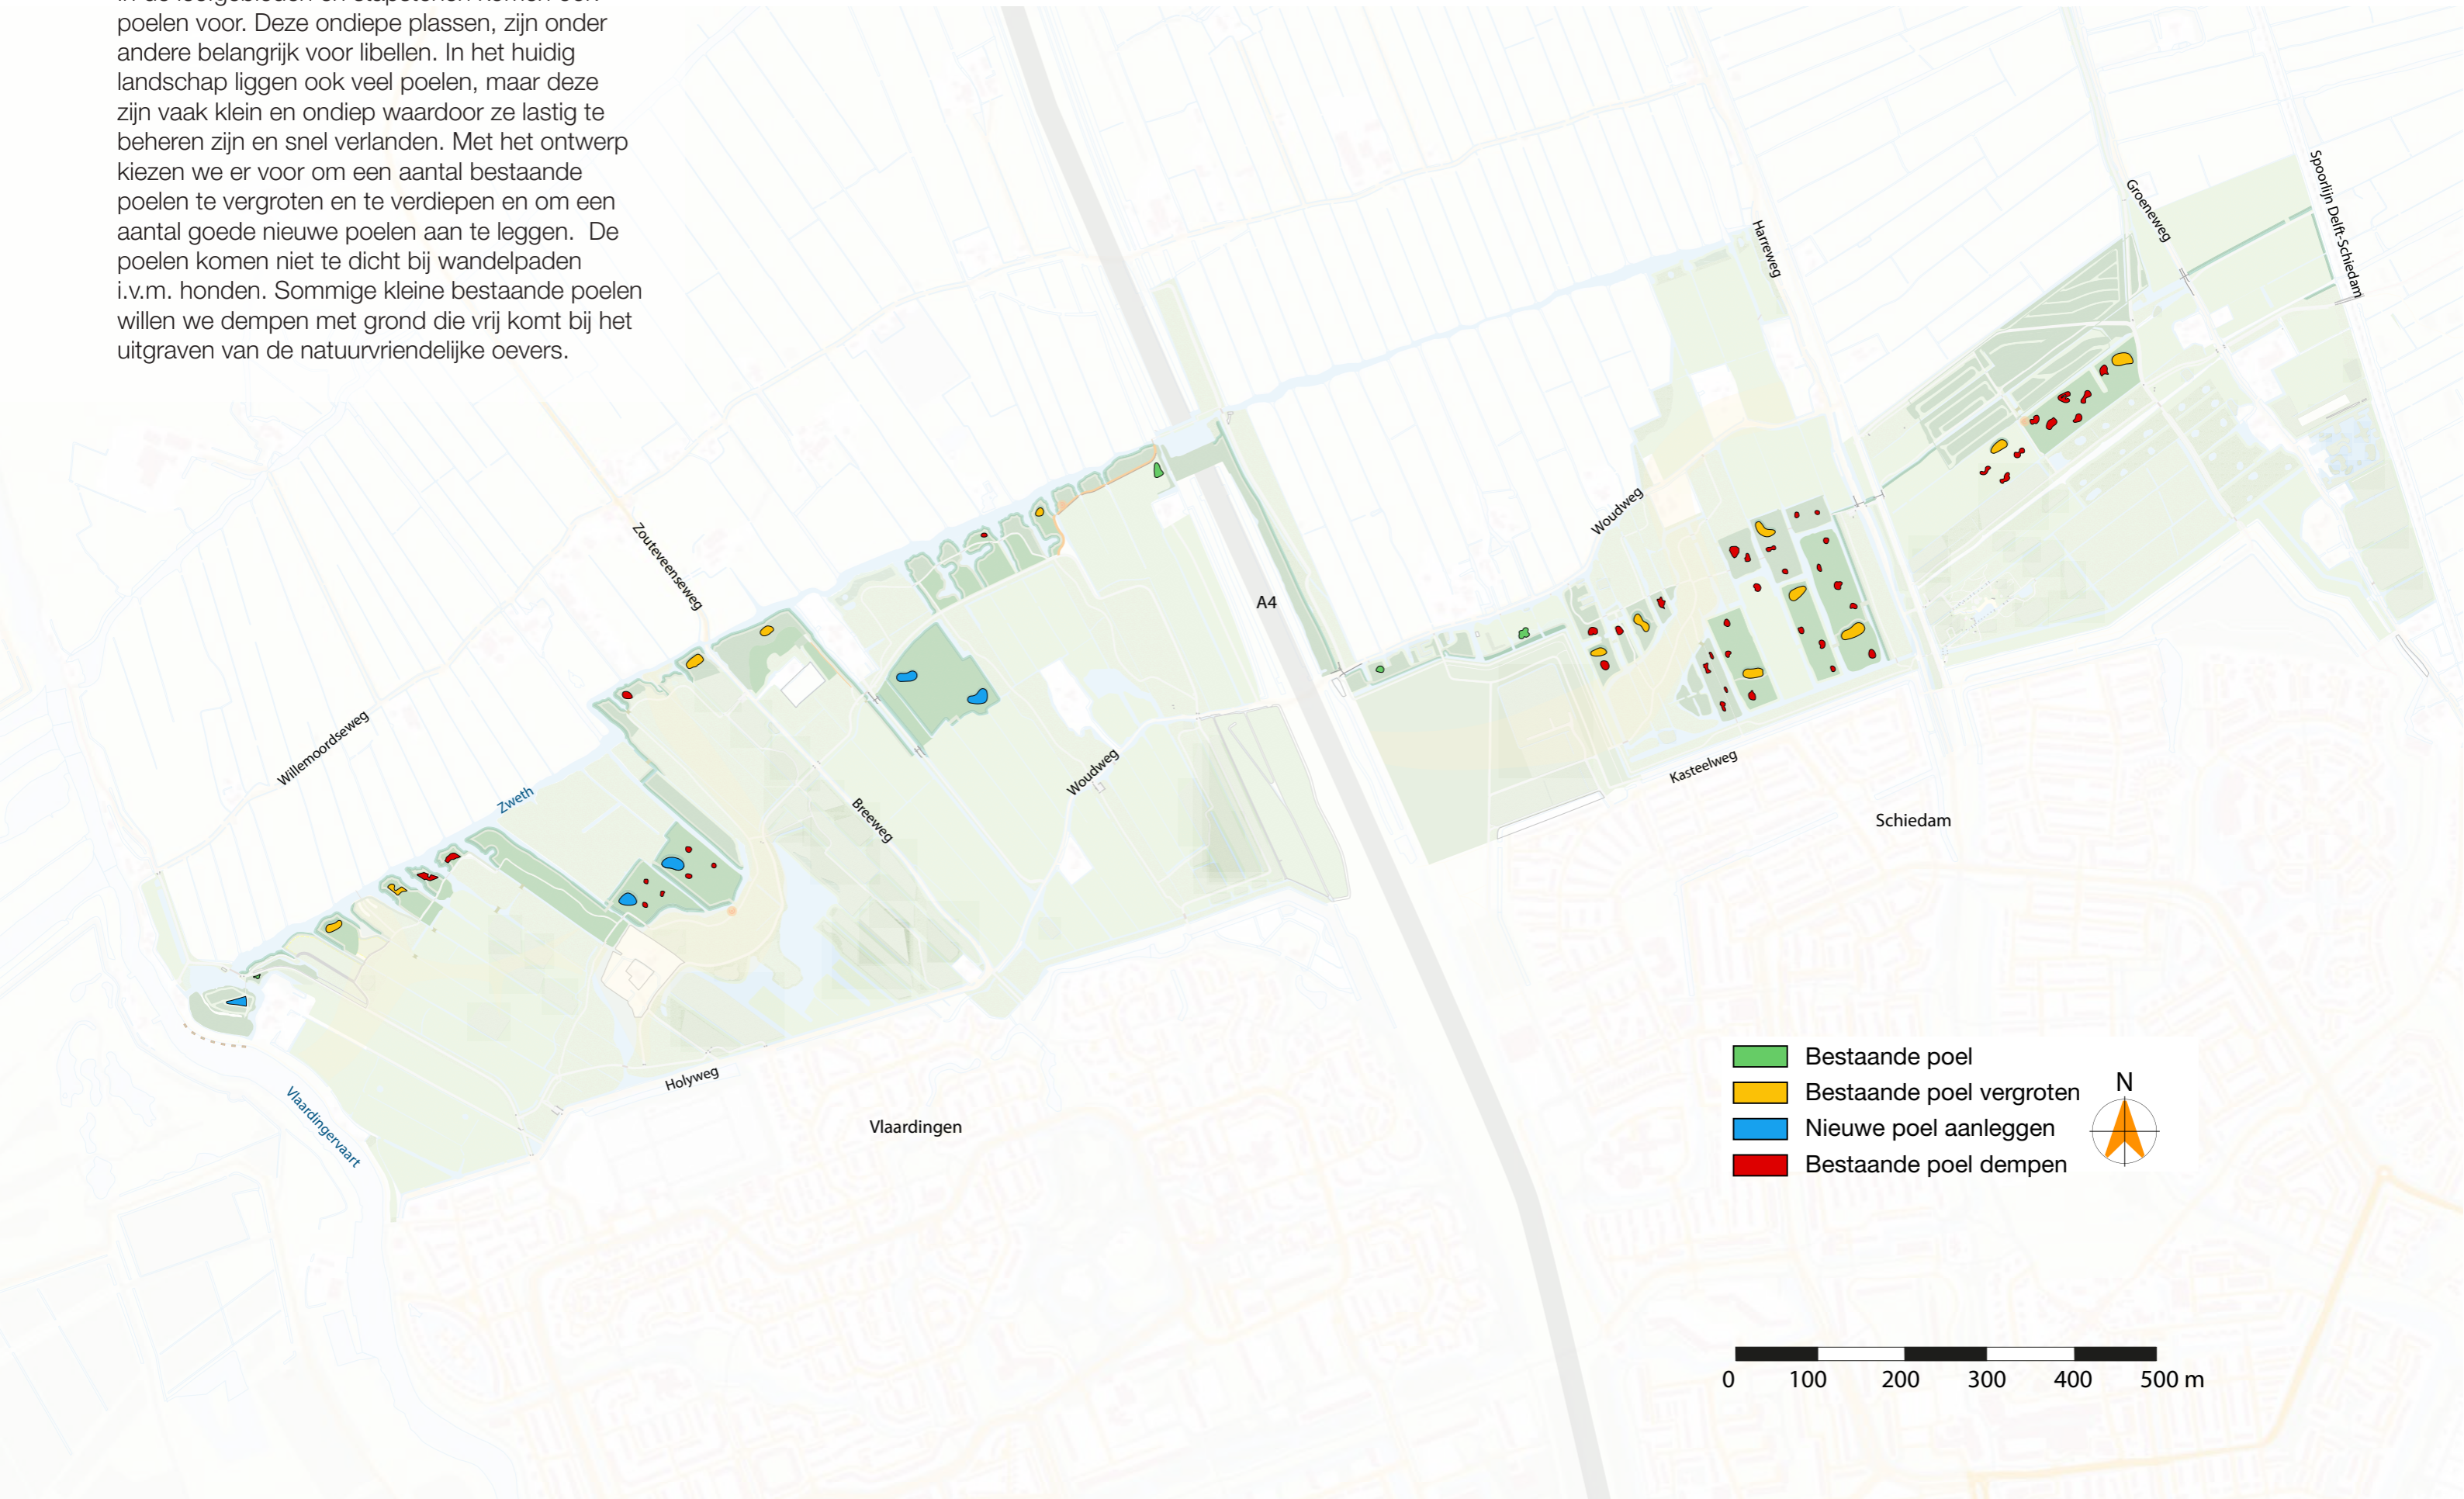 poelen voor. Deze ondiepe plassen, zijn onder
andere belangrijk voor libellen. In het huidig
landschap liggen ook veel poelen, maar deze
zijn vaak klein en ondiep waardoor ze lastig te
beheren zijn en snel verlanden. Met het ontwerp
kiezen we er voor om een aantal bestaande
poelen te vergroten en te verdiepen en om een
aantal goede nieuwe poelen aan te leggen.  De
poelen komen niet te dicht bij wandelpaden
i.v.m. honden. Sommige kleine bestaande poelen
willen we dempen met grond die vrij komt bij het
uitgraven van de natuurvriendelijke oevers.
Spoorlijn Delft-Schiedam
Groeneweg
Harreweg
Woudweg
Zouteveenseweg
A4
Willemoordseweg
Zweth
Breeweg
Woudweg
Kasteelweg
Schiedam
Holyweg
Vlaardingervaart
Vlaardingen
Bestaande poel
Bestaande poel vergroten
Nieuwe poel aanleggen
Bestaande poel dempen
N
0 100 200 300 400 500 m